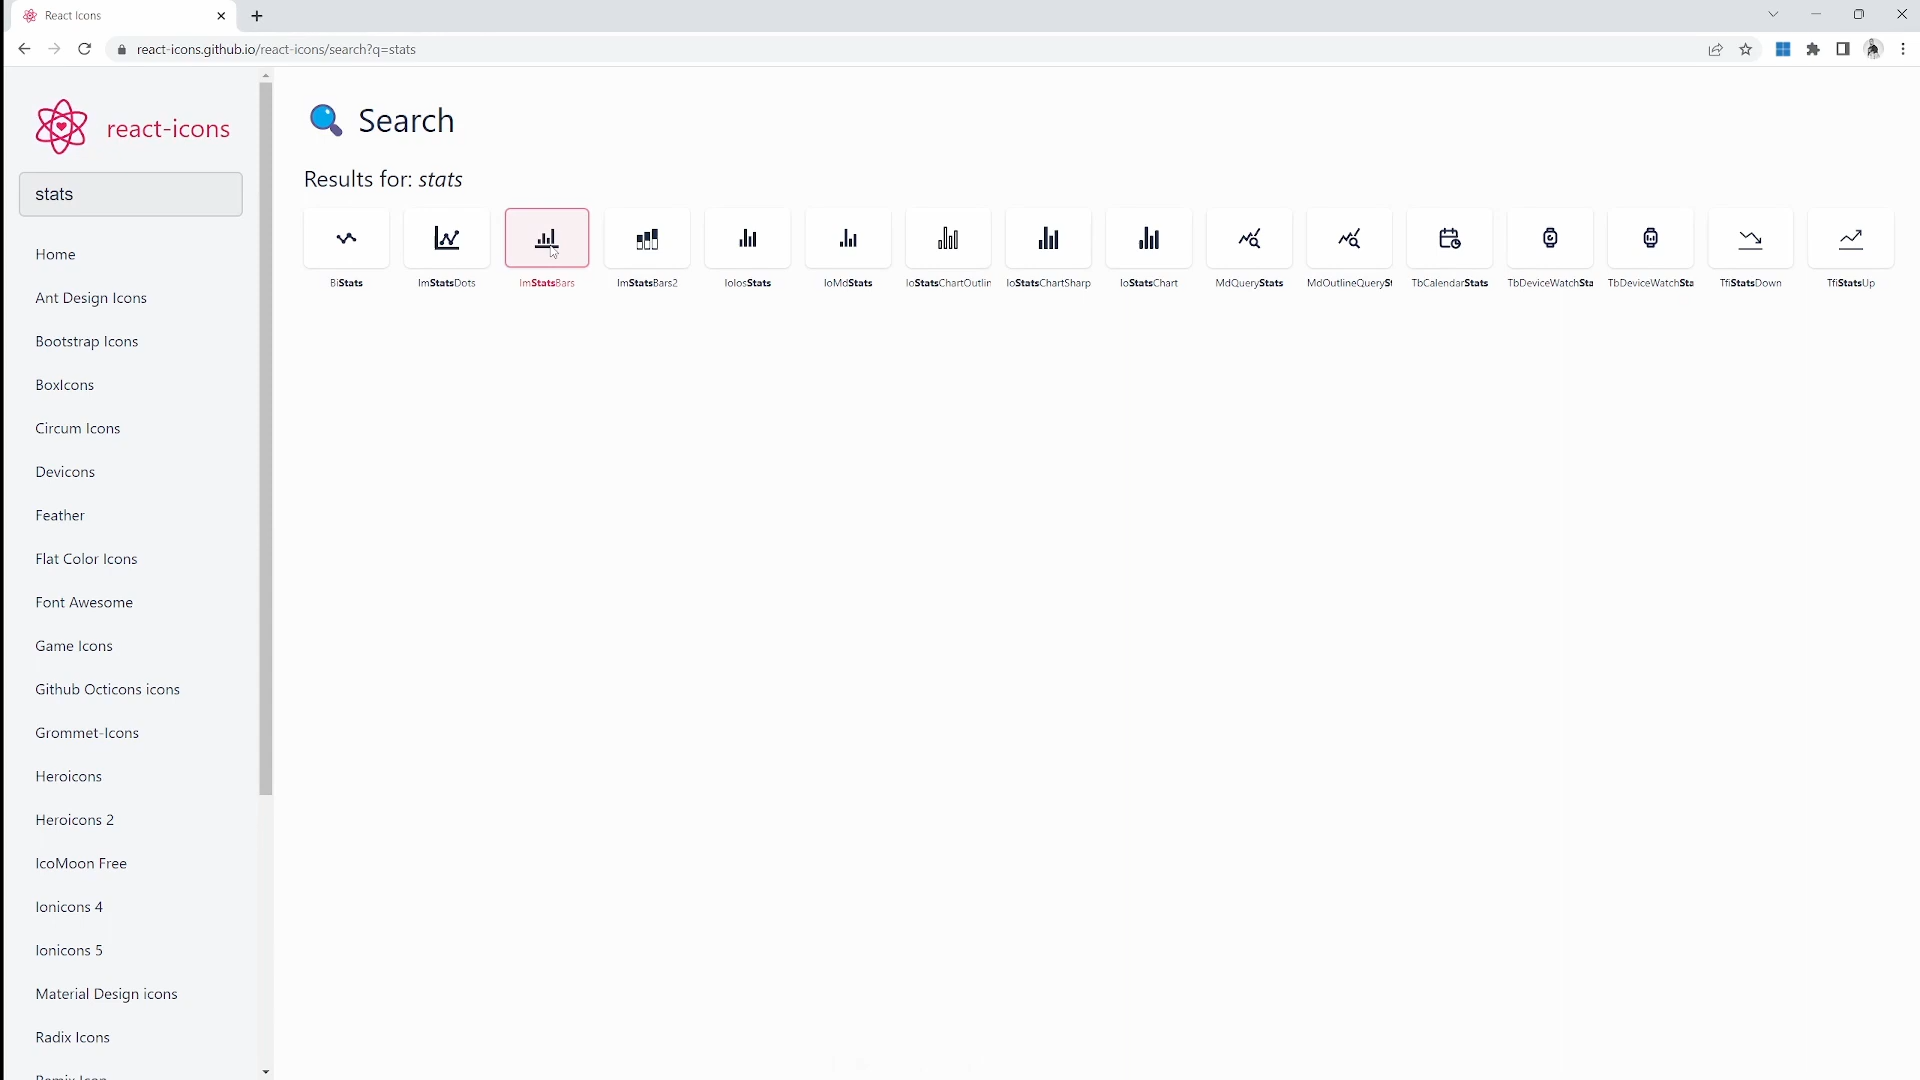 React Icons
react-icons.github.io/react-icons/search?q=stats
react-icons
stats
Home
Ant Design Icons
Bootstrap Icons
BoxIcons
Circum Icons
Devicons
Feather
Flat Color Icons
Font Awesome
Game Icons
Github Octicons icons
Grommet-Icons
Heroicons
Heroicons 2
IcoMoon Free
Ionicons 4
Ionicons 5
Material Design icons
Radix Icons
Remix Icon
Search
Results for: stats
BiStats
ImStatsDots
ImStatsBars
ImStatsBars2
IoIosStats
IoMdStats
IoStatsChartOutlin
IoStatsChartSharp
IoStatsChart
MdQueryStats
MdOutlineQuerySt
TbCalendarStats
TbDeviceWatchSta
TbDeviceWatchSta
TfiStatsDown
TfiStatsUp